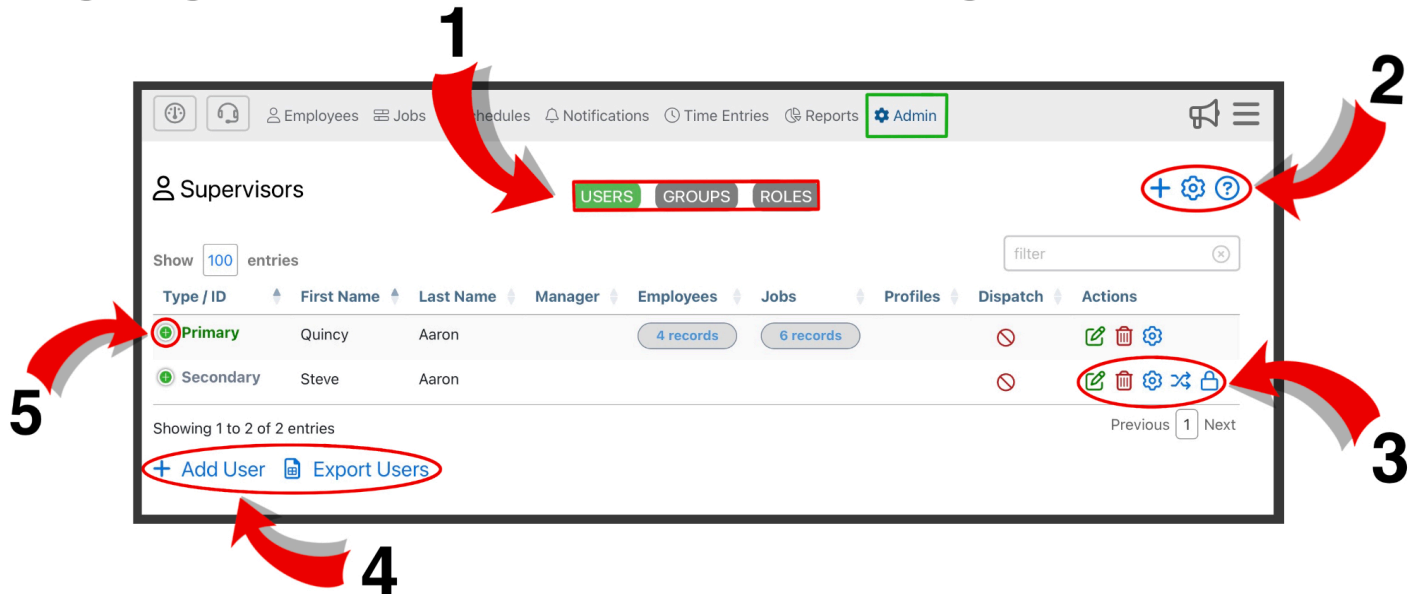 1
2
Employees Jobs hedules Notifications Time Entries Reports Admin
Supervisors
USERS GROUPS ROLES
Show 100 entries
filter
Type / ID First Name Last Name Manager Employees Jobs Profiles Dispatch Actions
Primary Quincy Aaron 4 records 6 records
Secondary Steve Aaron
5
Showing 1 to 2 of 2 entries
Previous 1 Next
3
+ Add User Export Users
4